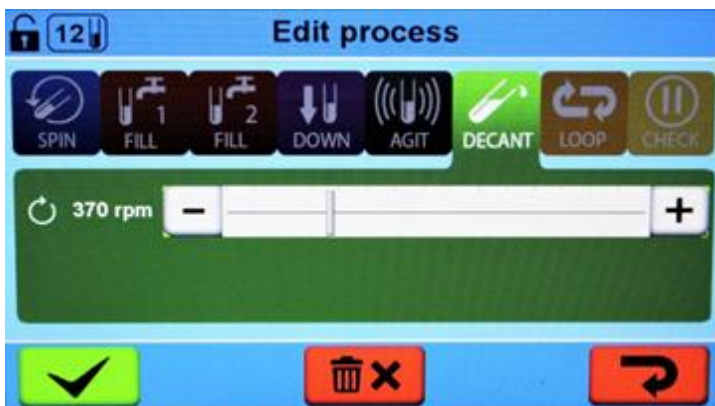 12 Edit process
SPIN
FILL 1
FILL 2
DOWN
AGIT
DECANT
LOOP
CHECK
370 rpm − +